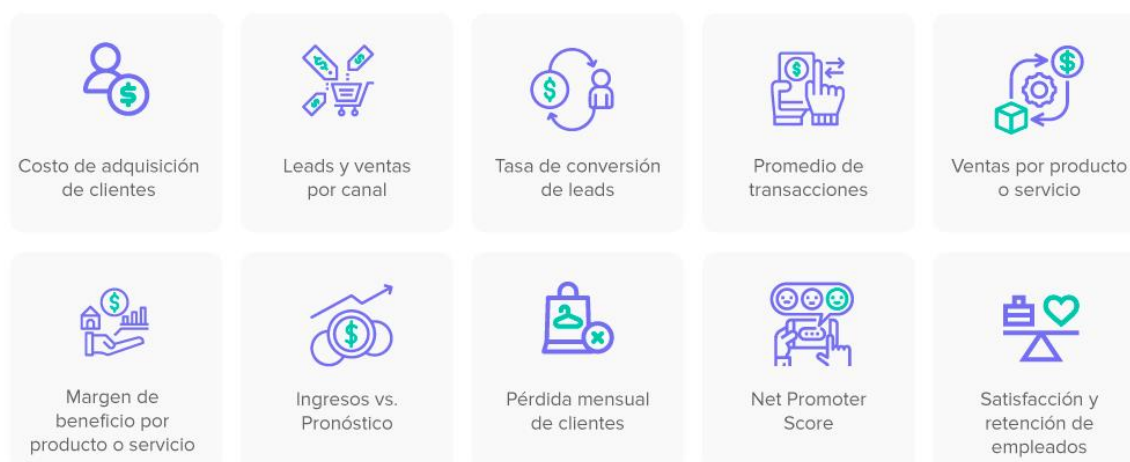 Costo de adquisición
de clientes
Leads y ventas
por canal
Tasa de conversión
de leads
Promedio de
transacciones
Ventas por producto
o servicio
Margen de
beneficio por
producto o servicio
Ingresos vs.
Pronóstico
Pérdida mensual
de clientes
Net Promoter
Score
Satisfacción y
retención de
empleados